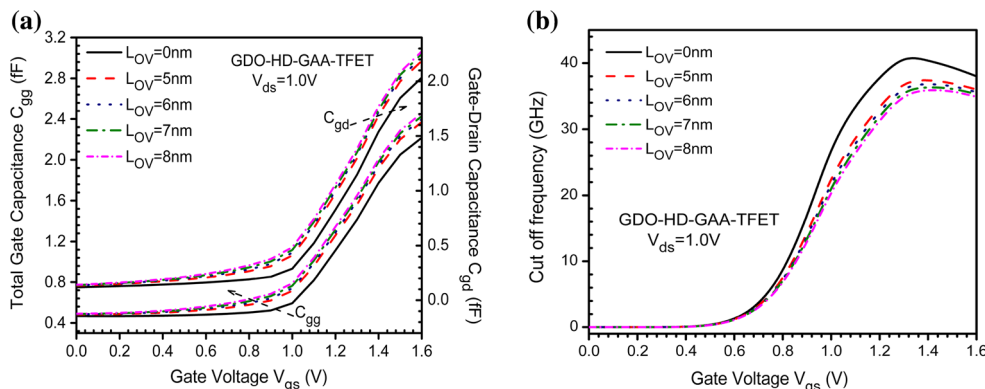 (a)
Total Gate Capacitance C_gg (fF)
3.2
2.8
2.4
2.0
1.6
1.2
0.8
0.4
L_OV=0nm
L_OV=5nm
L_OV=6nm
L_OV=7nm
L_OV=8nm
GDO-HD-GAA-TFET
V_ds=1.0V
C_gd
C_gg
2.0
1.5
1.0
0.5
0.0
Gate-Drain Capacitance C_gd (fF)
0.0 0.2 0.4 0.6 0.8 1.0 1.2 1.4 1.6
Gate Voltage V_gs (V)
(b)
Cut off frequency (GHz)
40
30
20
10
0
L_OV=0nm
L_OV=5nm
L_OV=6nm
L_OV=7nm
L_OV=8nm
GDO-HD-GAA-TFET
V_ds=1.0V
0.0 0.2 0.4 0.6 0.8 1.0 1.2 1.4 1.6
Gate Voltage V_gs (V)